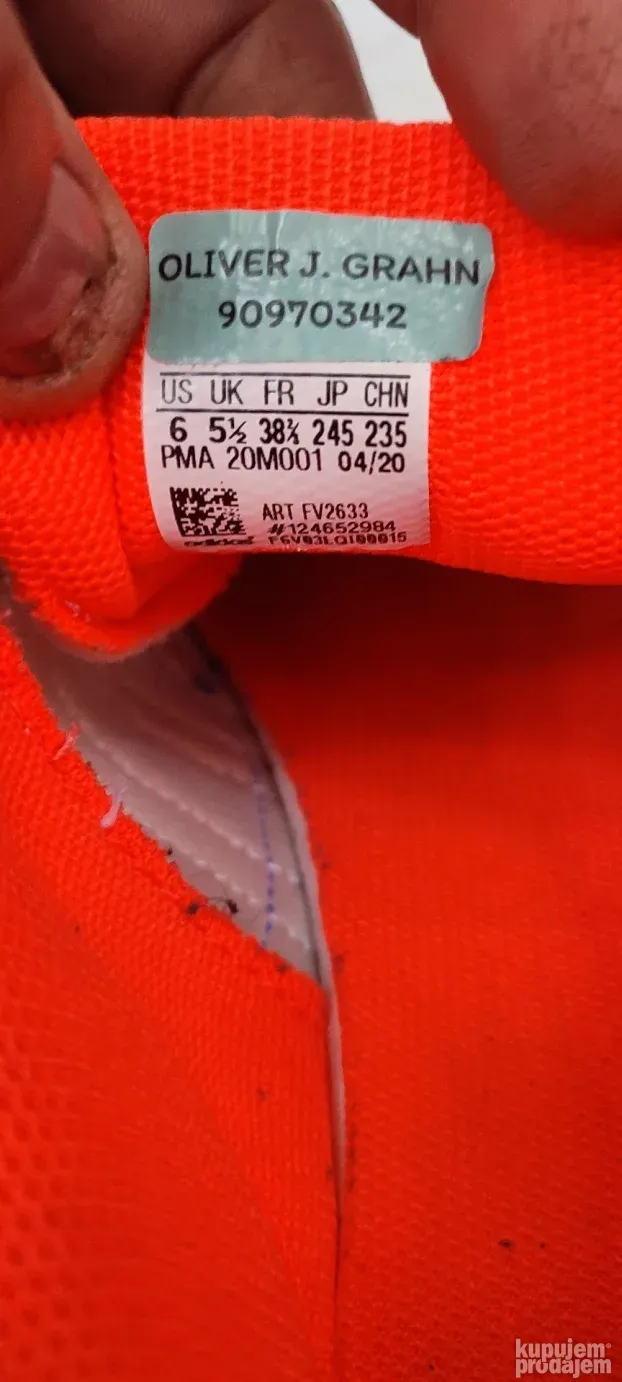 OLIVER J. GRAHN
90970342
US UK FR JP CHN
6 5½ 38⅔ 245 235
PMA 20M001 04/20
ART FV2633
#124652984
adidas
kupujem
prodajem